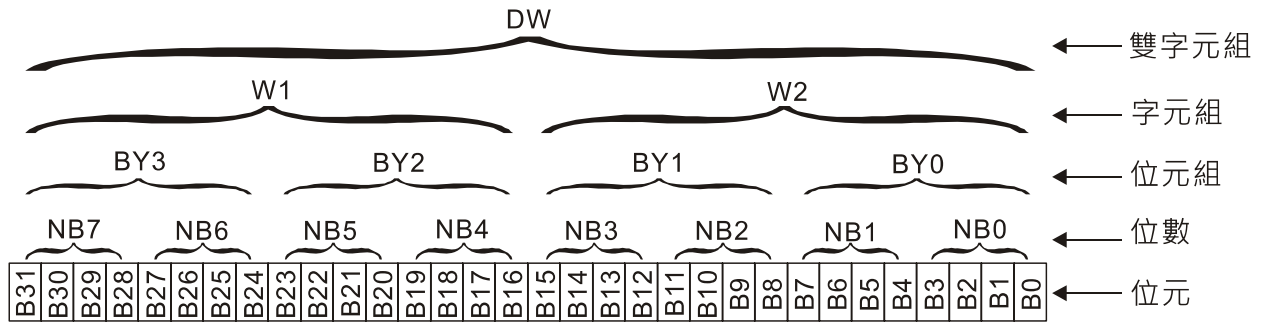 DW 雙字元組
W1 W2 字元組
BY3 BY2 BY1 BY0 位元組
NB7 NB6 NB5 NB4 NB3 NB2 NB1 NB0 位數
B31 B30 B29 B28 B27 B26 B25 B24 B23 B22 B21 B20 B19 B18 B17 B16 B15 B14 B13 B12 B11 B10 B9 B8 B7 B6 B5 B4 B3 B2 B1 B0 位元